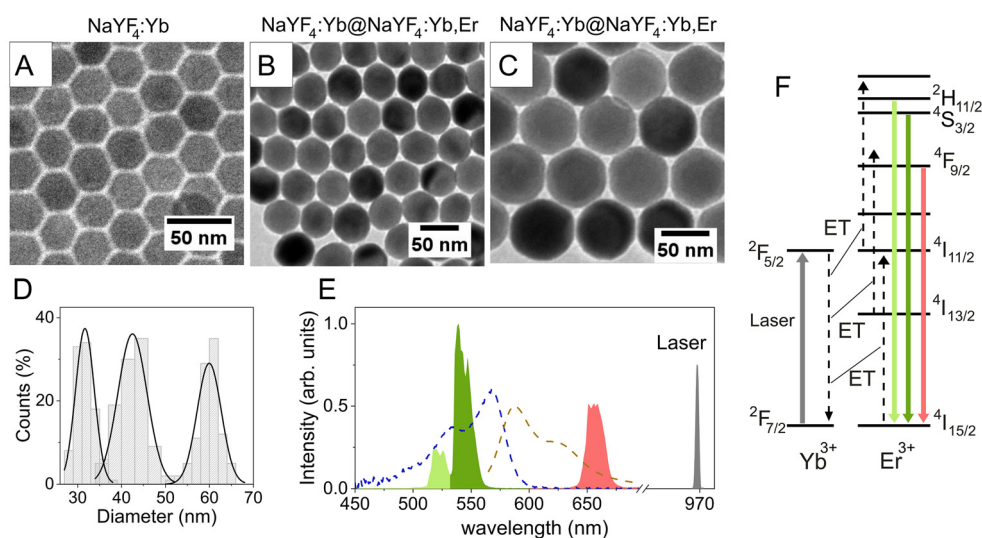 NaYF4:Yb
NaYF4:Yb@NaYF4:Yb,Er
NaYF4:Yb@NaYF4:Yb,Er
A
50 nm
B
50 nm
C
50 nm
D
Counts (%)
40
20
0
30 40 50 60 70
Diameter (nm)
E
Intensity (arb. units)
1.0
0.5
0.0
Laser
450 500 550 600 650 970
wavelength (nm)
F
2H11/2
4S3/2
4F9/2
ET
2F5/2
4I11/2
Laser
ET
4I13/2
ET
2F7/2
4I15/2
Yb3+
Er3+